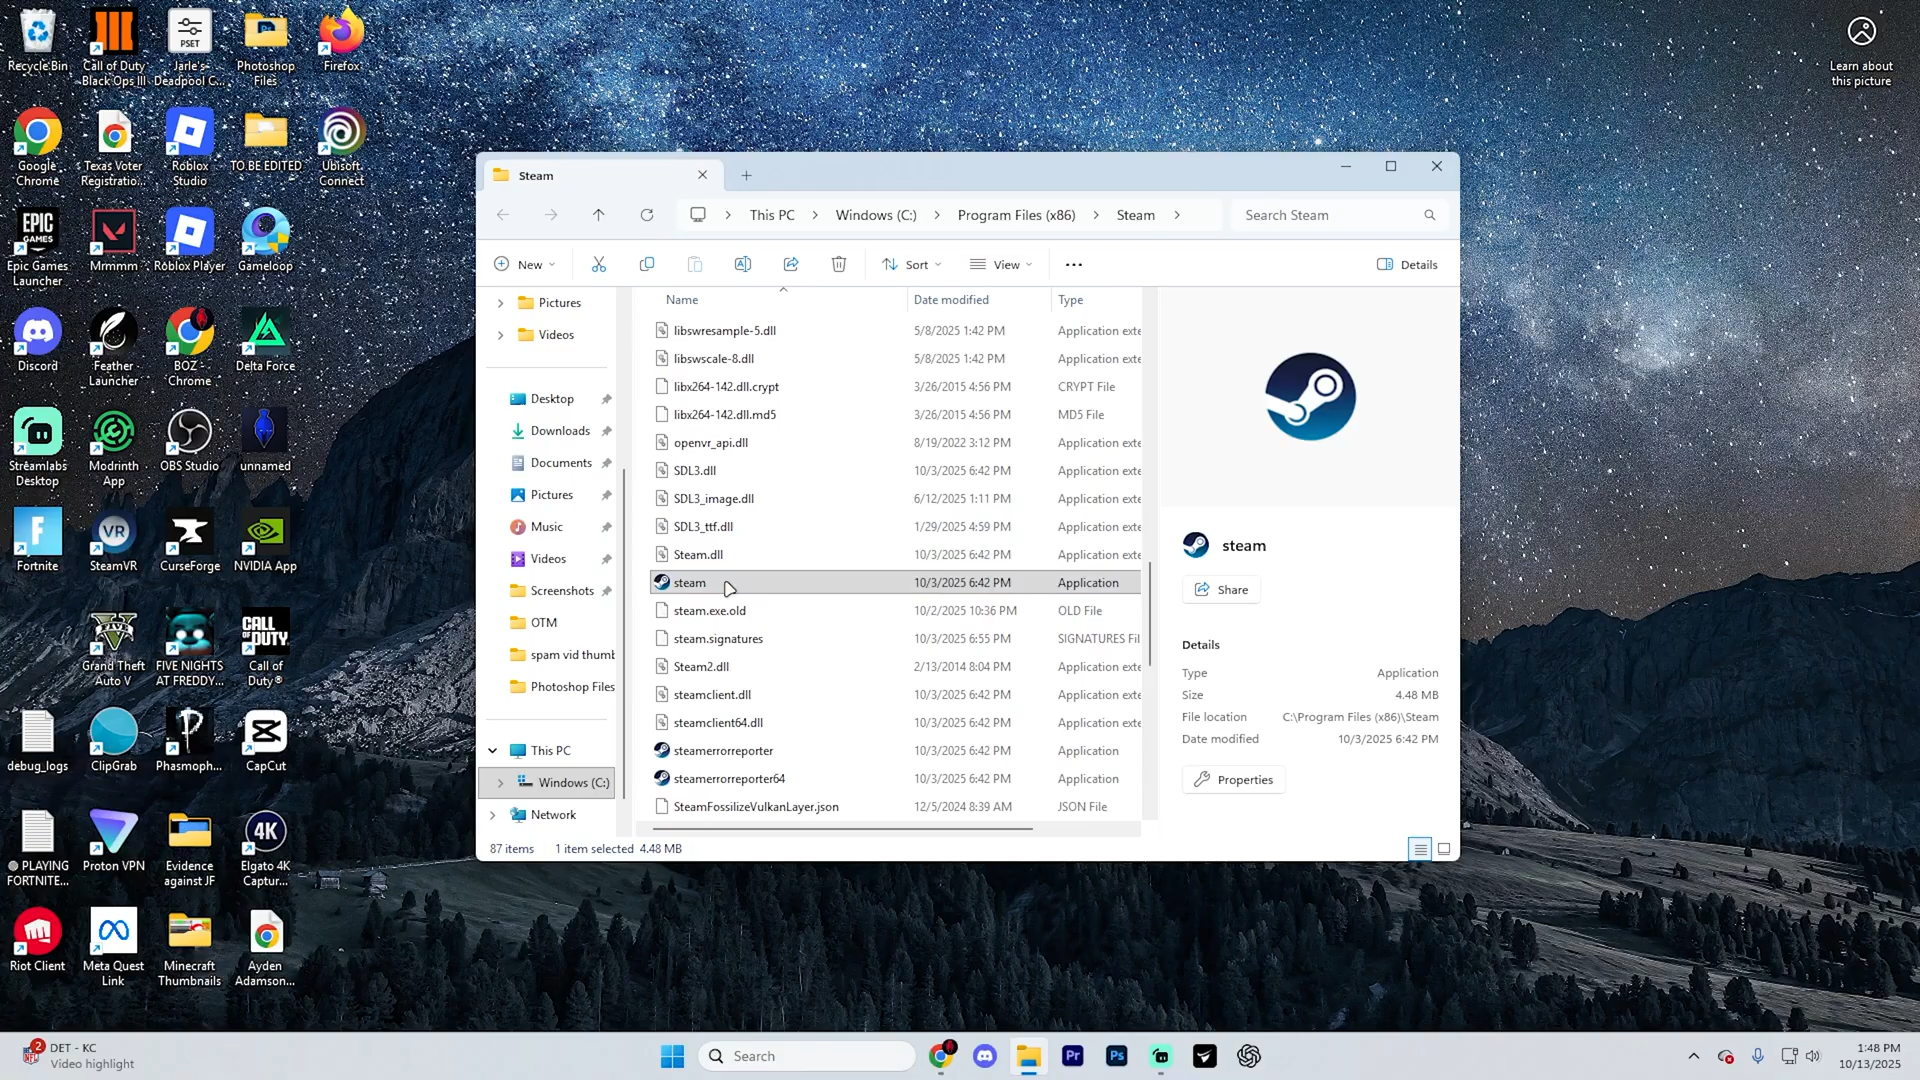 Recycle Bin
Call of Duty
Black Ops III
PSET
Jarle's
Deadpool C...
Photoshop
Files
Firefox
Learn about
this picture
Google
Chrome
Texas Voter
Registratio...
Roblox
Studio
TO BE EDITED
Ubisoft
Connect
EPIC
GAMES
Epic Games
Launcher
Mrmmm
Roblox Player
Gameloop
Discord
Feather
Launcher
BOZ -
Chrome
Delta Force
Streamlabs
Desktop
Modrinth
App
OBS Studio
unnamed
Fortnite
VR
SteamVR
CurseForge
NVIDIA App
Grand Theft
Auto V
FIVE NIGHTS
AT FREDDY...
CALL OF
DUTY
Call of
Duty®
debug_logs
ClipGrab
Phasmoph...
CapCut
PLAYING
FORTNITE...
Proton VPN
Evidence
against JF
4K
Elgato 4K
Captur...
Riot Client
Meta Quest
Link
Minecraft
Thumbnails
Ayden
Adamson...
Steam
This PC
Windows (C:)
Program Files (x86)
Steam
Search Steam
New
Sort
View
Details
Pictures
Videos
Desktop
Downloads
Documents
Pictures
Music
Videos
Screenshots
OTM
spam vid thumb
Photoshop Files
This PC
Windows (C:)
Network
Name Date modified Type
libswresample-5.dll 5/8/2025 1:42 PM Application exte
libswscale-8.dll 5/8/2025 1:42 PM Application exte
libx264-142.dll.crypt 3/26/2015 4:56 PM CRYPT File
libx264-142.dll.md5 3/26/2015 4:56 PM MD5 File
openvr_api.dll 8/19/2022 3:12 PM Application exte
SDL3.dll 10/3/2025 6:42 PM Application exte
SDL3_image.dll 6/12/2025 1:11 PM Application exte
SDL3_ttf.dll 1/29/2025 4:59 PM Application exte
Steam.dll 10/3/2025 6:42 PM Application exte
steam 10/3/2025 6:42 PM Application
steam.exe.old 10/2/2025 10:36 PM OLD File
steam.signatures 10/3/2025 6:55 PM SIGNATURES Fil
Steam2.dll 2/13/2014 8:04 PM Application exte
steamclient.dll 10/3/2025 6:42 PM Application exte
steamclient64.dll 10/3/2025 6:42 PM Application exte
steamerrorreporter 10/3/2025 6:42 PM Application
steamerrorreporter64 10/3/2025 6:42 PM Application
SteamFossilizeVulkanLayer.json 12/5/2024 8:39 AM JSON File
steam
Share
Details
Type Application
Size 4.48 MB
File location C:\Program Files (x86)\Steam
Date modified 10/3/2025 6:42 PM
Properties
87 items 1 item selected 4.48 MB
2
DET - KC
Video highlight
Search
Pr
Ps
1:48 PM
10/13/2025